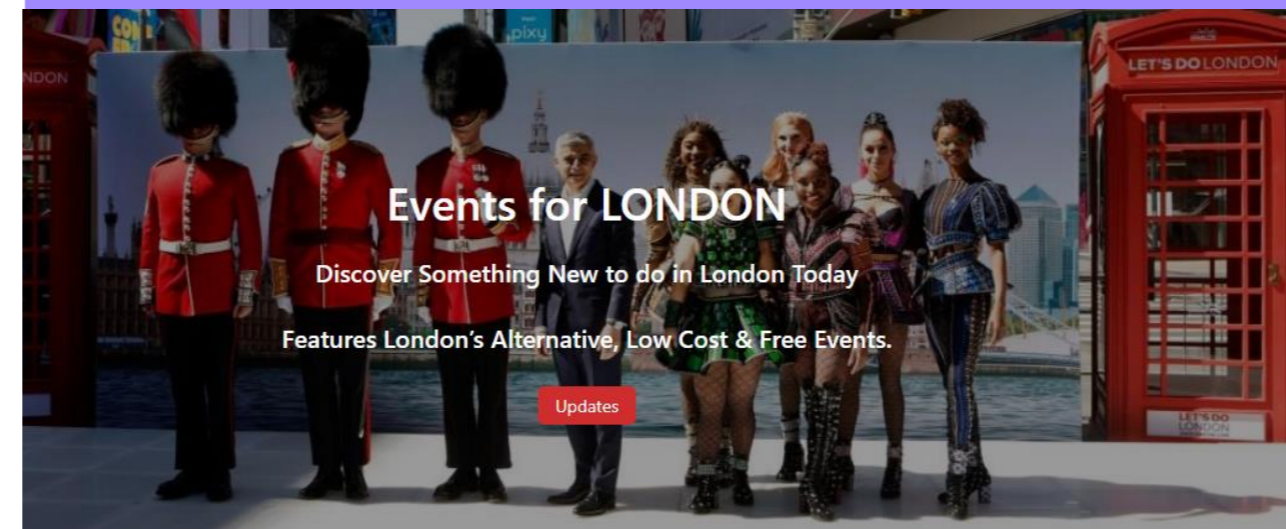 pixy
NDON
LET'S DO LONDON
Events for LONDON
Discover Something New to do in London Today
Features London’s Alternative, Low Cost & Free Events.
Updates
LET'S DO
LONDON